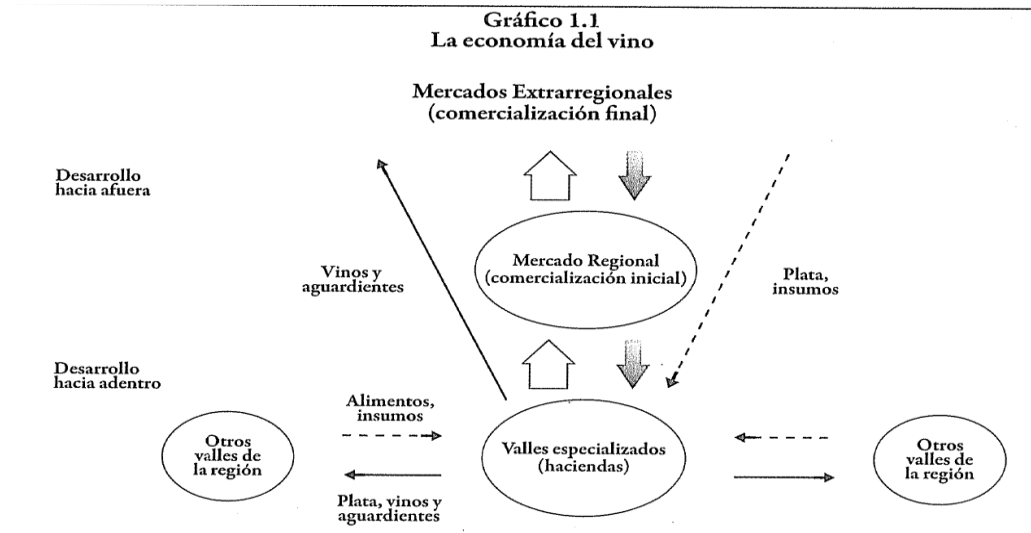 Gráfico 1.1
La economía del vino
Mercados Extrarregionales
(comercialización final)
Desarrollo
hacia afuera
Mercado Regional
(comercialización inicial)
Vinos y
aguardientes
Plata,
insumos
Desarrollo
hacia adentro
Alimentos,
insumos
Otros
valles de
la región
Valles especializados
(haciendas)
Otros
valles de
la región
Plata, vinos y
aguardientes